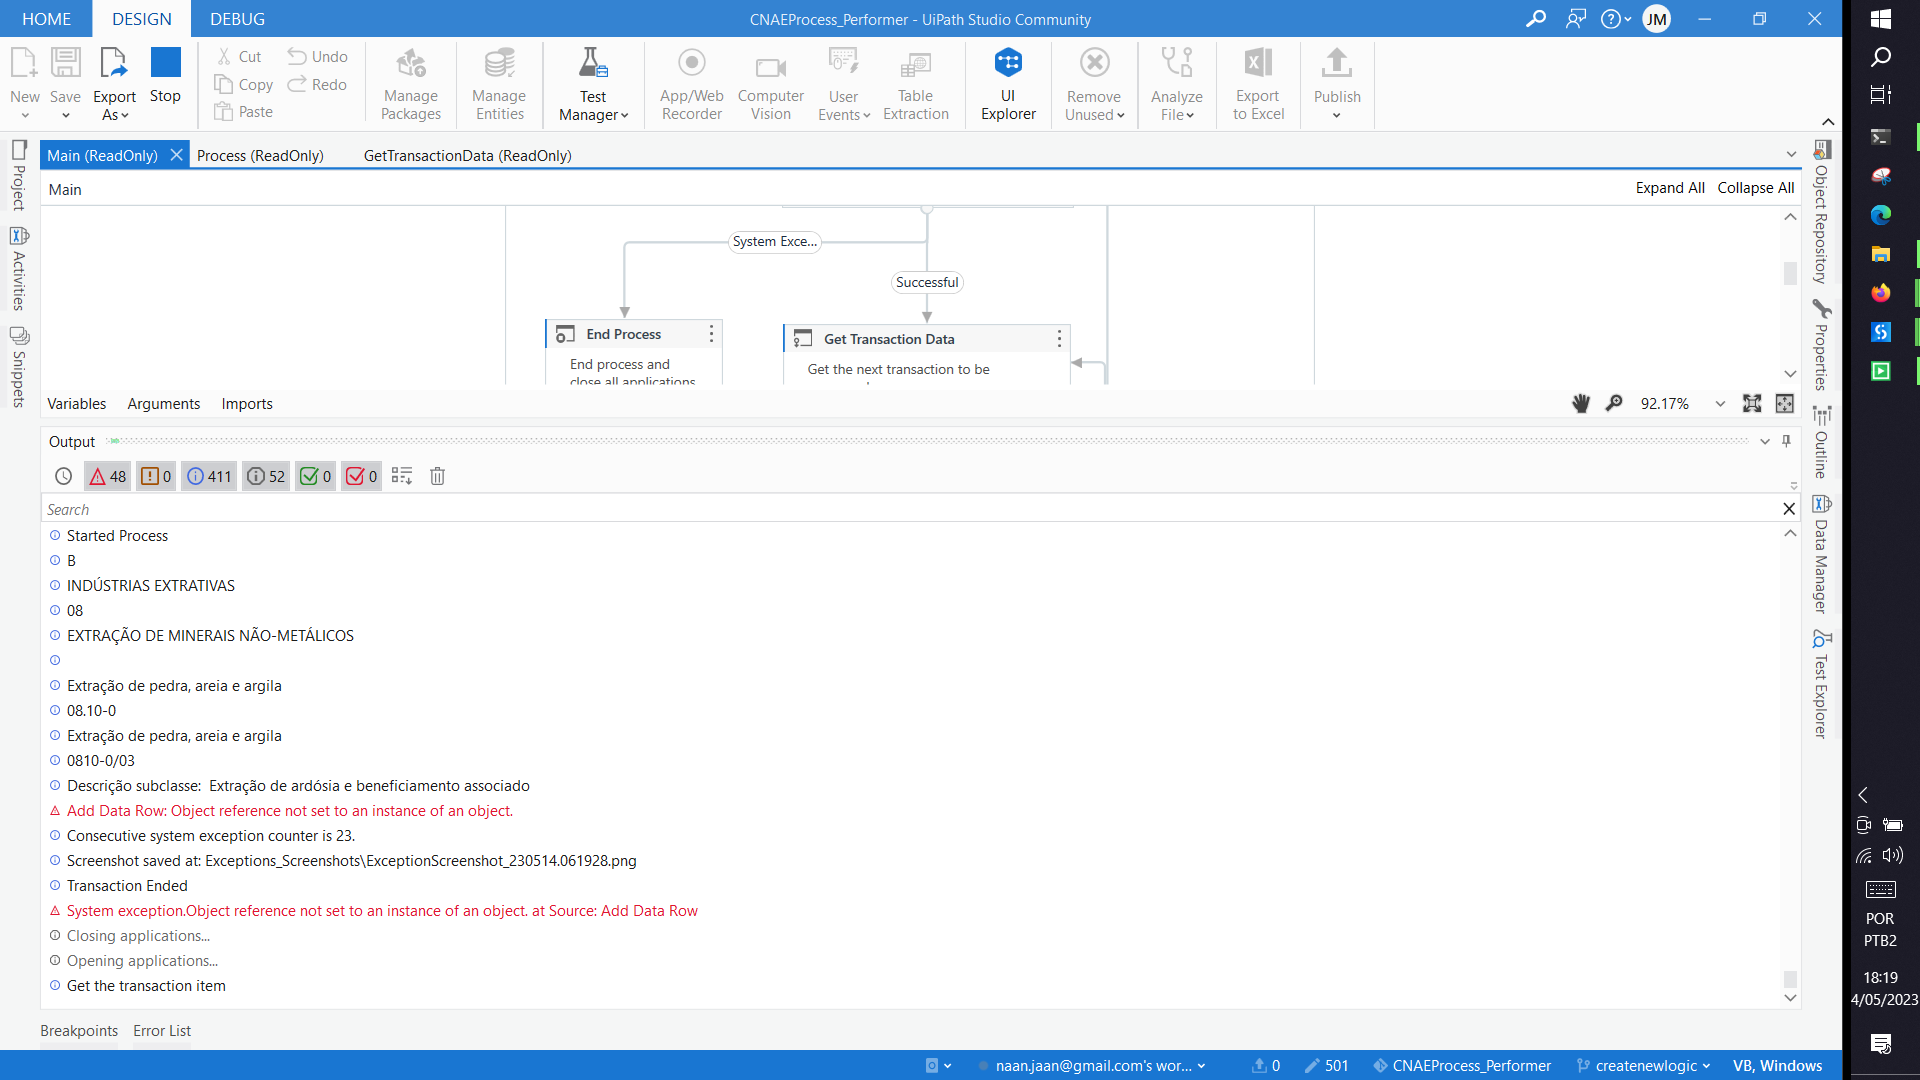 HOME
DESIGN
DEBUG
CNAEProcess_Performer - UiPath Studio Community
JM
New
Save
Export
As
Stop
Cut
Copy
Paste
Undo
Redo
Manage
Packages
Manage
Entities
Test
Manager
App/Web
Recorder
Computer
Vision
User
Events
Table
Extraction
UI
Explorer
Remove
Unused
Analyze
File
Export
to Excel
Publish
Project
Activities
Snippets
Main (ReadOnly)
Process (ReadOnly)
GetTransactionData (ReadOnly)
Main
Expand All
Collapse All
System Exce...
Successful
End Process
End process and
close all applications
Get Transaction Data
Get the next transaction to be
Variables
Arguments
Imports
92.17%
Output
48
0
411
52
0
0
Search
Started Process
B
INDÚSTRIAS EXTRATIVAS
08
EXTRAÇÃO DE MINERAIS NÃO-METÁLICOS
Extração de pedra, areia e argila
08.10-0
Extração de pedra, areia e argila
0810-0/03
Descrição subclasse:  Extração de ardósia e beneficiamento associado
Add Data Row: Object reference not set to an instance of an object.
Consecutive system exception counter is 23.
Screenshot saved at: Exceptions_Screenshots\ExceptionScreenshot_230514.061928.png
Transaction Ended
System exception.Object reference not set to an instance of an object. at Source: Add Data Row
Closing applications...
Opening applications...
Get the transaction item
Breakpoints
Error List
Object Repository
Properties
Outline
Data Manager
Test Explorer
naan.jaan@gmail.com's wor...
0
501
CNAEProcess_Performer
createnewlogic
VB, Windows
POR
PTB2
18:19
4/05/2023